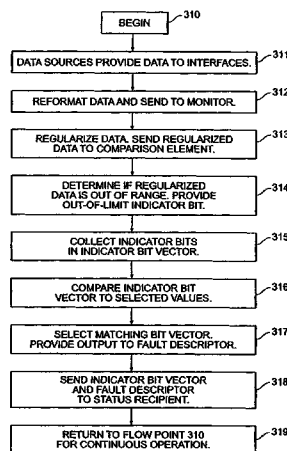 BEGIN
310
DATA SOURCES PROVIDE DATA TO INTERFACES.
311
REFORMAT DATA AND SEND TO MONITOR.
312
REGULARIZE DATA. SEND REGULARIZED
DATA TO COMPARISON ELEMENT.
313
DETERMINE IF REGULARIZED
DATA IS OUT OF RANGE. PROVIDE
OUT-OF-LIMIT INDICATOR BIT.
314
COLLECT INDICATOR BITS
IN INDICATOR BIT VECTOR.
315
COMPARE INDICATOR BIT
VECTOR TO SELECTED VALUES.
316
SELECT MATCHING BIT VECTOR.
PROVIDE OUTPUT TO FAULT DESCRIPTOR.
317
SEND INDICATOR BIT VECTOR
AND FAULT DESCRIPTOR
TO STATUS RECIPIENT.
318
RETURN TO FLOW POINT 310
FOR CONTINUOUS OPERATION.
319